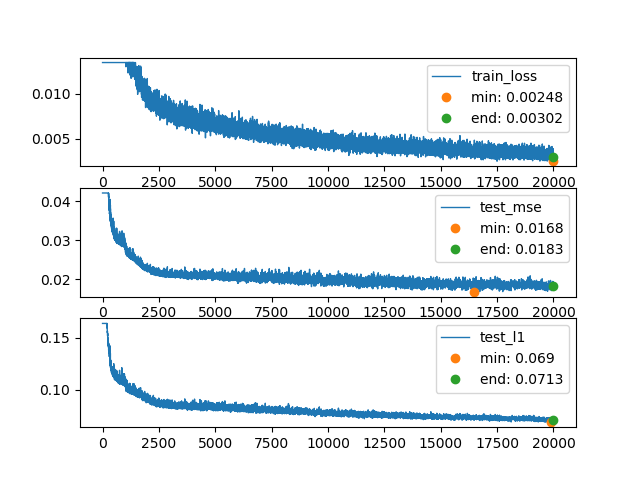 0.010
0.005
train_loss
min: 0.00248
end: 0.00302
0 2500 5000 7500 10000 12500 15000 17500 20000
0.04
0.03
0.02
test_mse
min: 0.0168
end: 0.0183
0 2500 5000 7500 10000 12500 15000 17500 20000
0.15
0.10
test_l1
min: 0.069
end: 0.0713
0 2500 5000 7500 10000 12500 15000 17500 20000